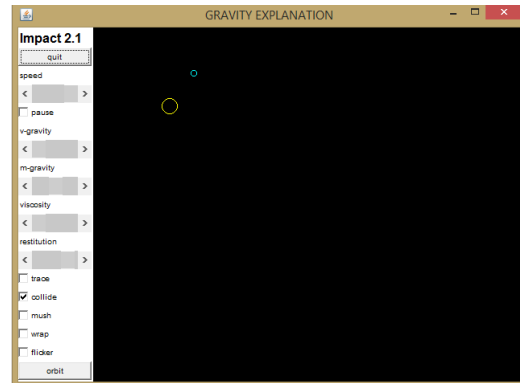 GRAVITY EXPLANATION
Impact 2.1
quit
speed
pause
v-gravity
m-gravity
viscosity
restitution
trace
collide
mush
wrap
flicker
orbit